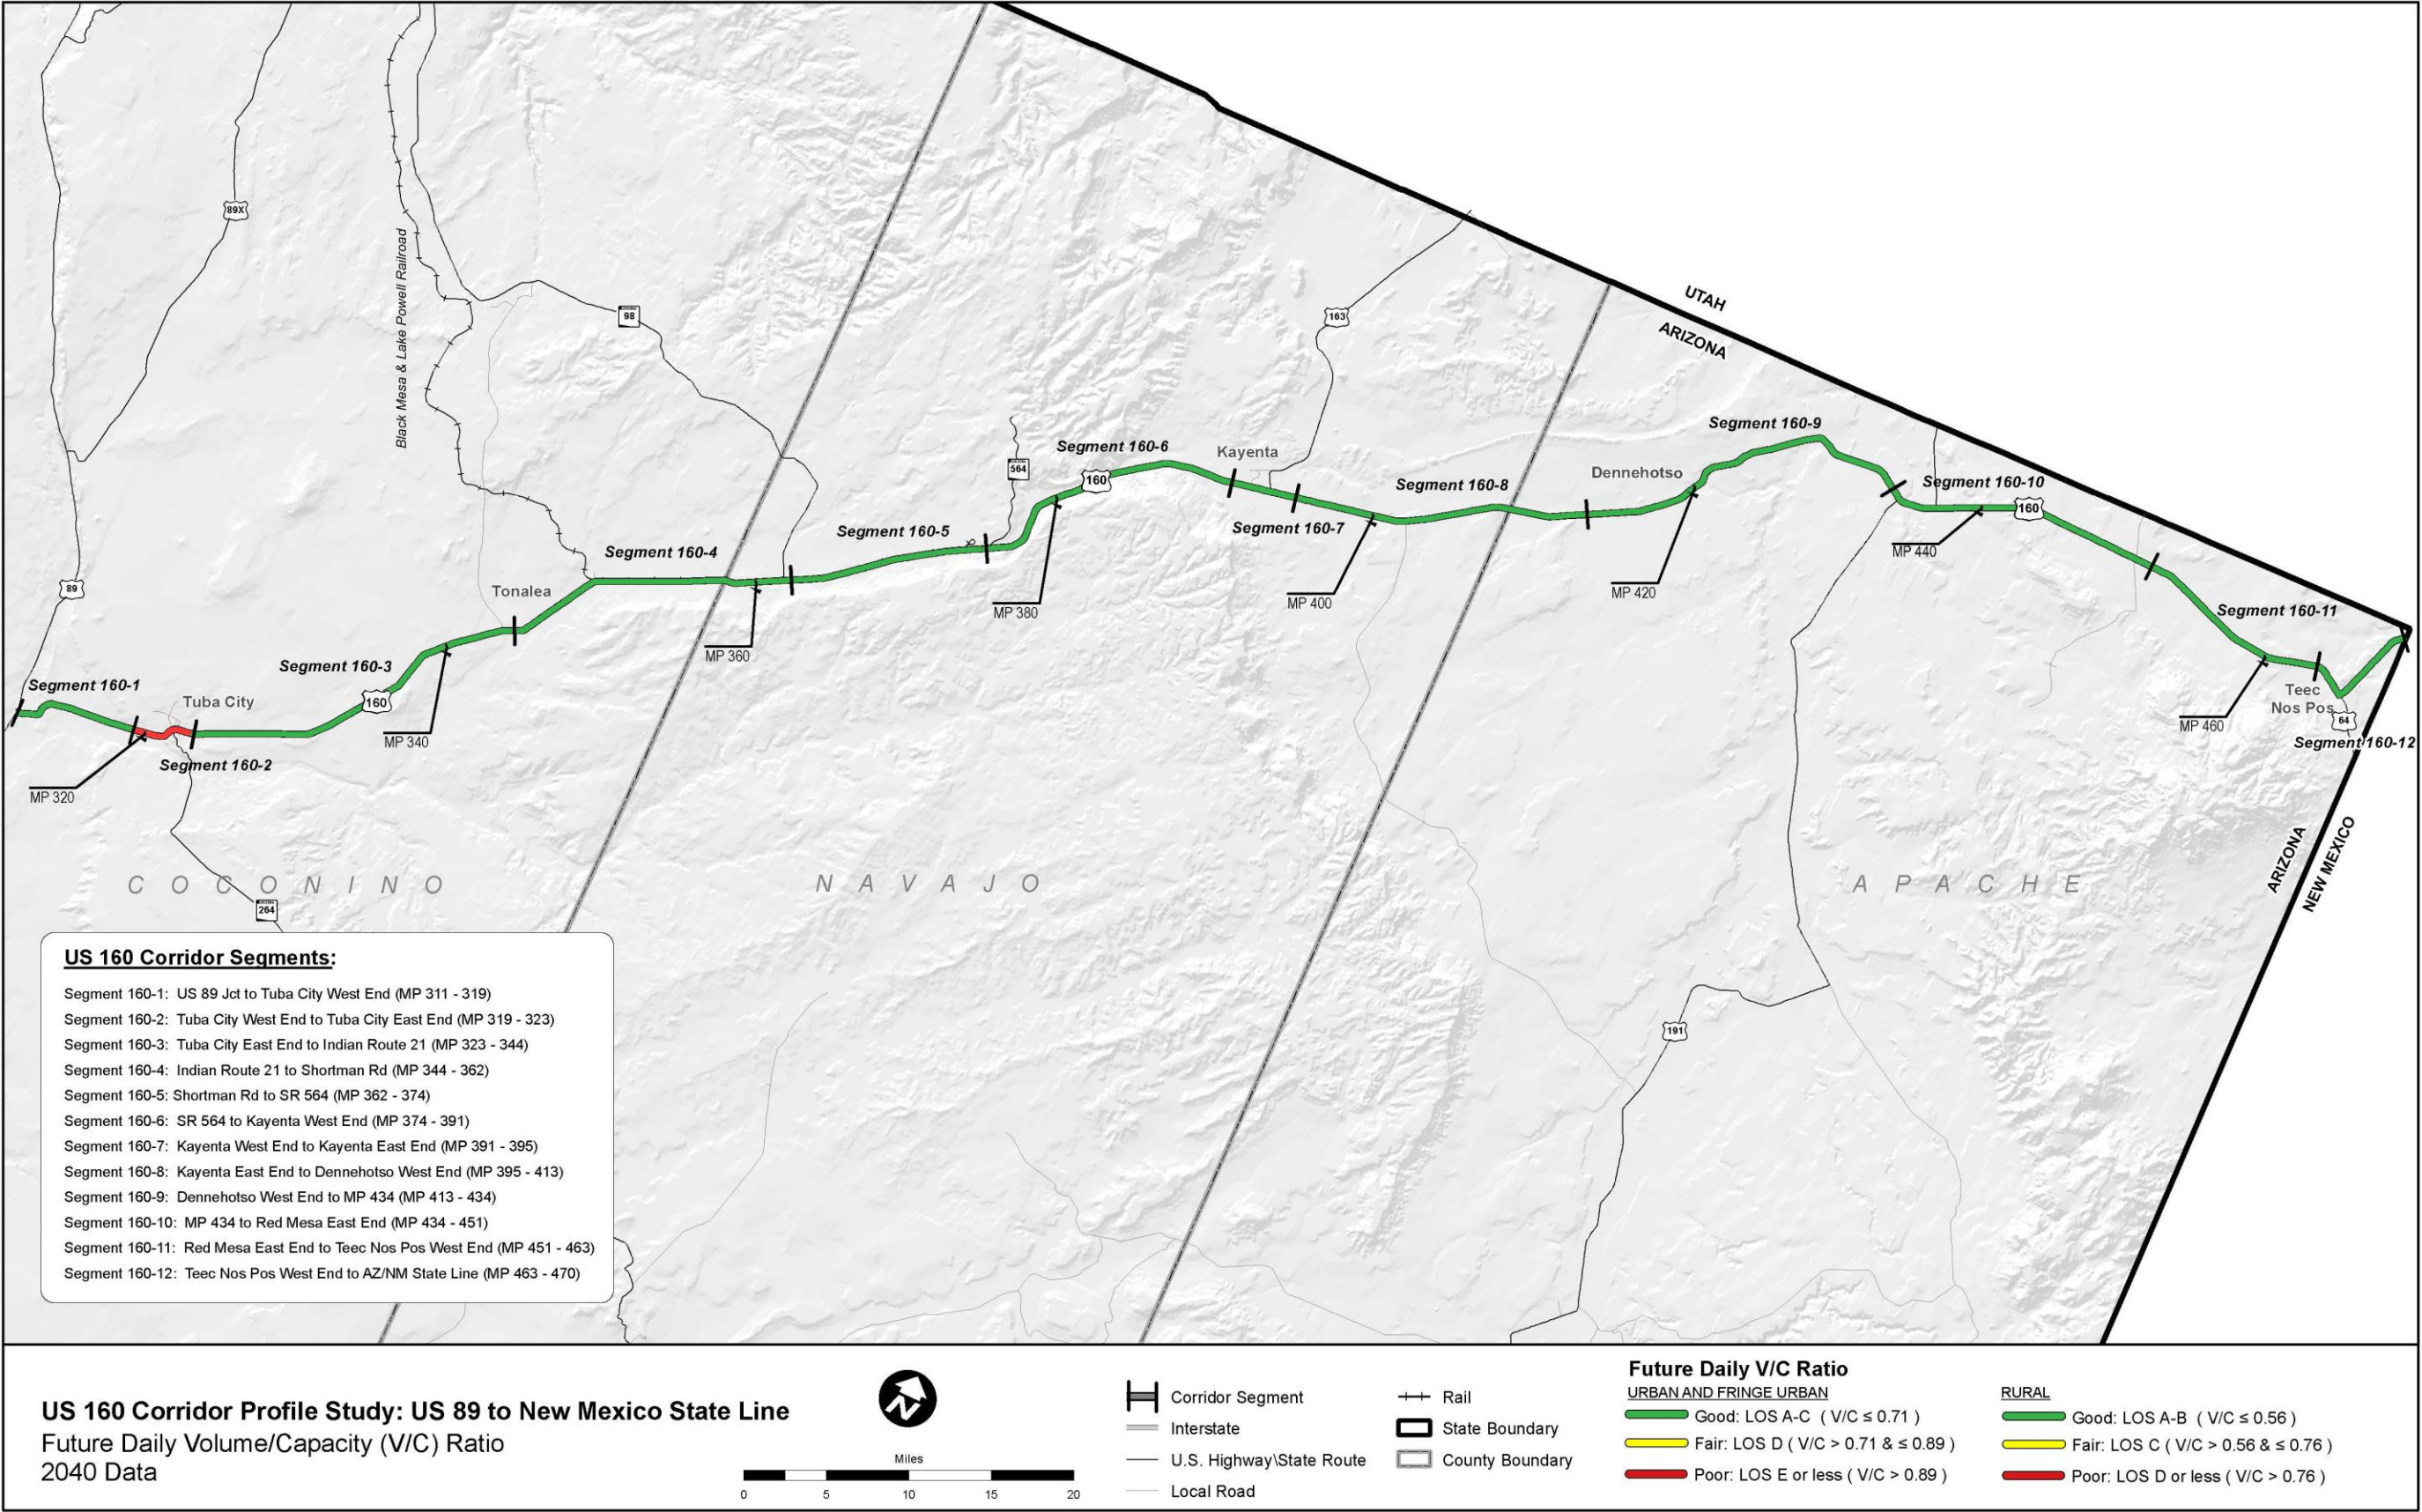 UTAH
ARIZONA
89X
Black Mesa & Lake Powell Railroad
98
163
Segment 160-9
Segment 160-6
Kayenta
564
160
Dennehotso
Segment 160-8
Segment 160-10
160
Segment 160-7
Segment 160-5
MP 440
Segment 160-4
MP 400
MP 420
MP 380
Tonalea
89
Segment 160-11
MP 360
Segment 160-3
Segment 160-1
Tuba City
160
Teec
Nos Pos
64
MP 460
MP 340
Segment 160-12
Segment 160-2
MP 320
ARIZONA
NEW MEXICO
COCONINO
NAVAJO
APACHE
264
191
US 160 Corridor Segments:
Segment 160-1: US 89 Jct to Tuba City West End (MP 311 - 319)
Segment 160-2: Tuba City West End to Tuba City East End (MP 319 - 323)
Segment 160-3: Tuba City East End to Indian Route 21 (MP 323 - 344)
Segment 160-4: Indian Route 21 to Shortman Rd (MP 344 - 362)
Segment 160-5: Shortman Rd to SR 564 (MP 362 - 374)
Segment 160-6: SR 564 to Kayenta West End (MP 374 - 391)
Segment 160-7: Kayenta West End to Kayenta East End (MP 391 - 395)
Segment 160-8: Kayenta East End to Dennehotso West End (MP 395 - 413)
Segment 160-9: Dennehotso West End to MP 434 (MP 413 - 434)
Segment 160-10: MP 434 to Red Mesa East End (MP 434 - 451)
Segment 160-11: Red Mesa East End to Teec Nos Pos West End (MP 451 - 463)
Segment 160-12: Teec Nos Pos West End to AZ/NM State Line (MP 463 - 470)
US 160 Corridor Profile Study: US 89 to New Mexico State Line
Future Daily Volume/Capacity (V/C) Ratio
2040 Data
N
Miles
0 5 10 15 20
Corridor Segment
Interstate
U.S. Highway\State Route
Local Road
Rail
State Boundary
County Boundary
Future Daily V/C Ratio
URBAN AND FRINGE URBAN
Good: LOS A-C ( V/C ≤ 0.71 )
Fair: LOS D ( V/C > 0.71 & ≤ 0.89 )
Poor: LOS E or less ( V/C > 0.89 )
RURAL
Good: LOS A-B ( V/C ≤ 0.56 )
Fair: LOS C ( V/C > 0.56 & ≤ 0.76 )
Poor: LOS D or less ( V/C > 0.76 )